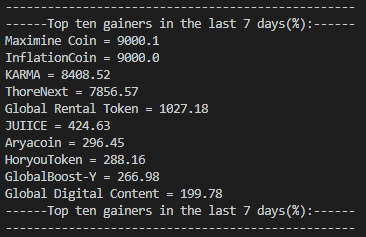 ------------------------------------------------------
------Top ten gainers in the last 7 days(%):------
Maximine Coin = 9000.1
InflationCoin = 9000.0
KARMA = 8408.52
ThoreNext = 7856.57
Global Rental Token = 1027.18
JUIICE = 424.63
Aryacoin = 296.45
HoryouToken = 288.16
GlobalBoost-Y = 266.98
Global Digital Content = 199.78
------Top ten gainers in the last 7 days(%):------
------------------------------------------------------